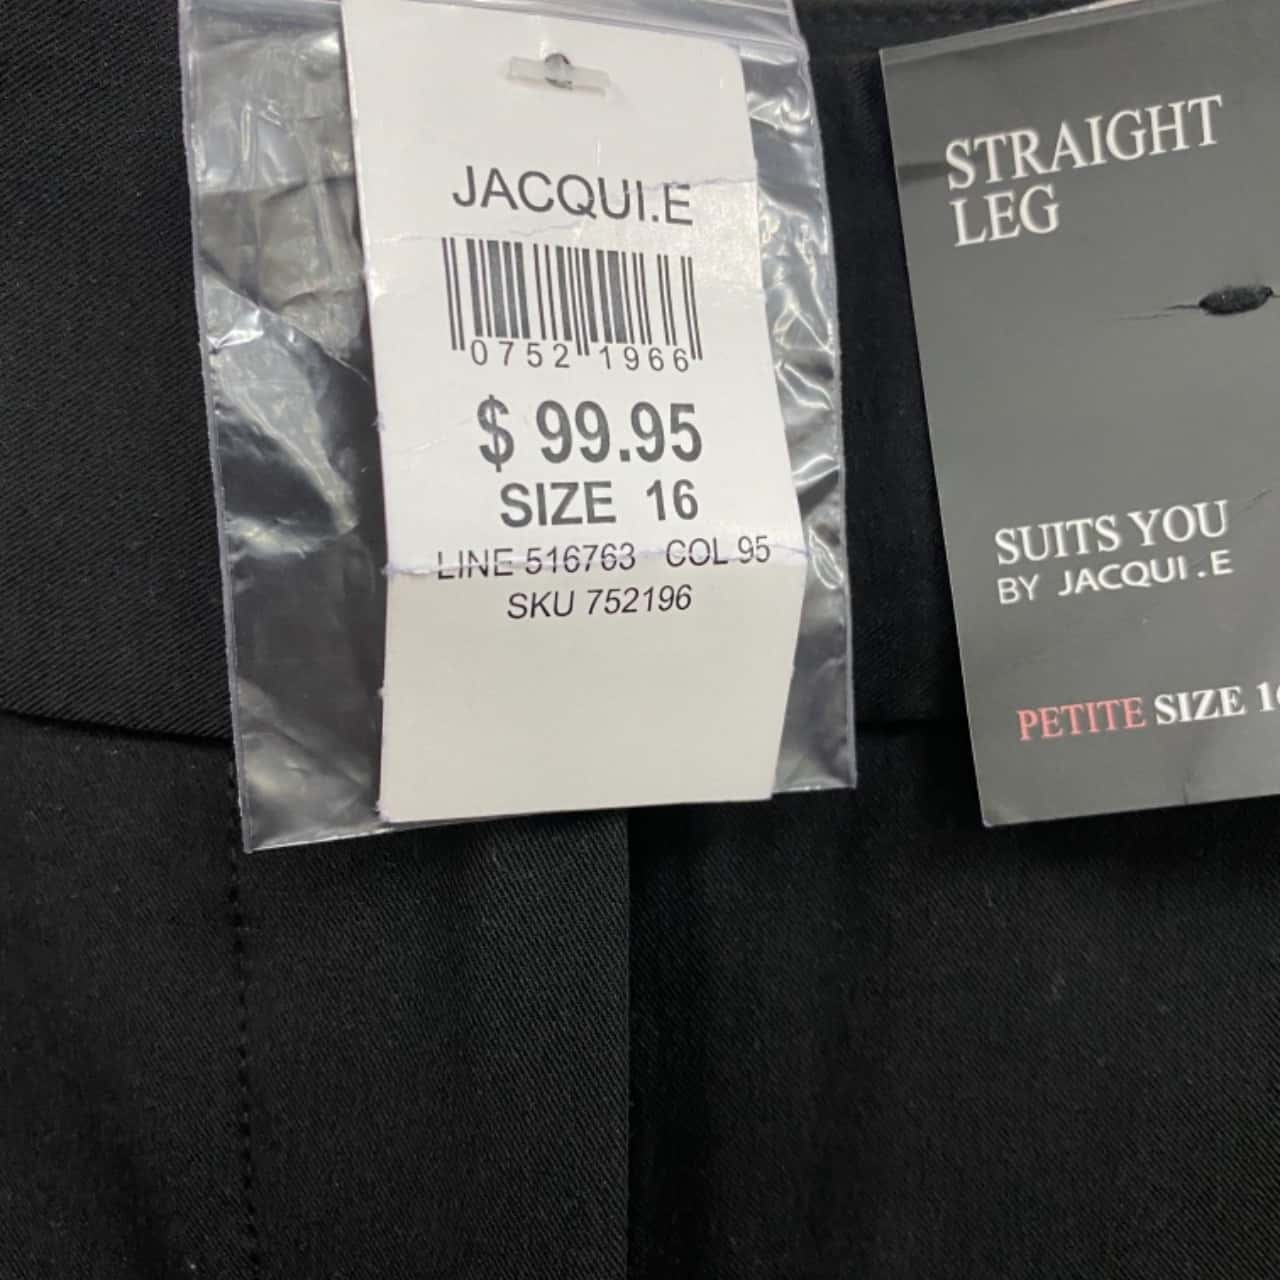 JACQUI.E
0752 1966
$ 99.95
SIZE 16
LINE 516763 COL 95
SKU 752196
STRAIGHT
LEG
SUITS YOU
BY JACQUI.E
PETITE SIZE